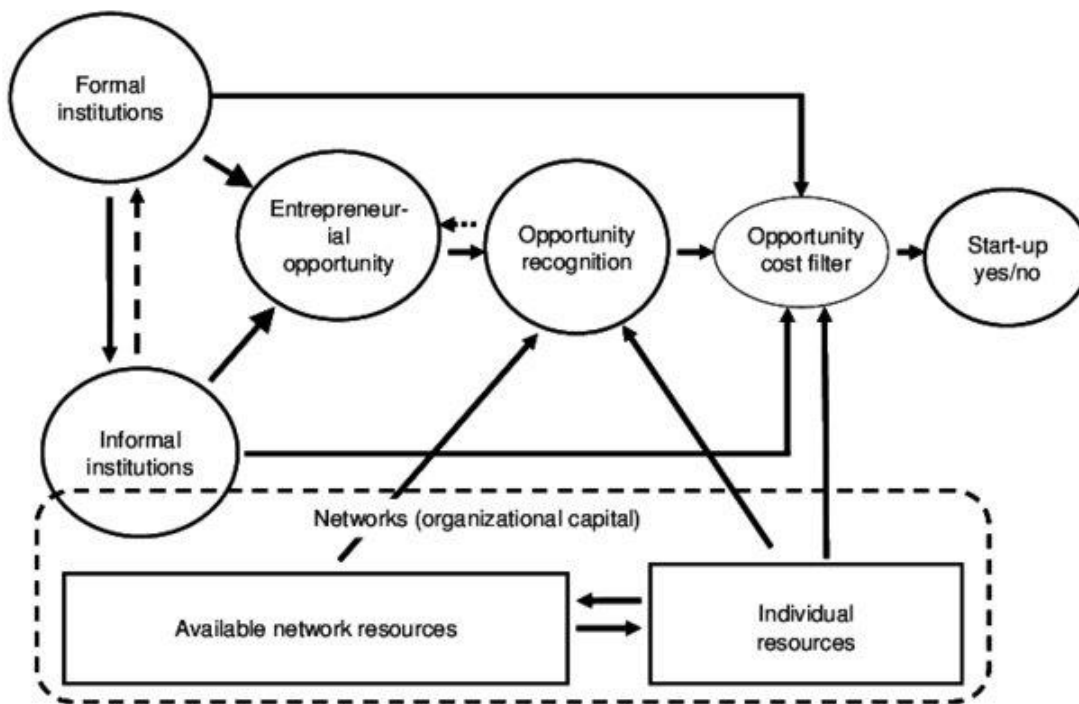 Formal
institutions
Entrepreneur-
ial
opportunity
Opportunity
recognition
Opportunity
cost filter
Start-up
yes/no
Informal
institutions
Networks (organizational capital)
Available network resources
Individual
resources